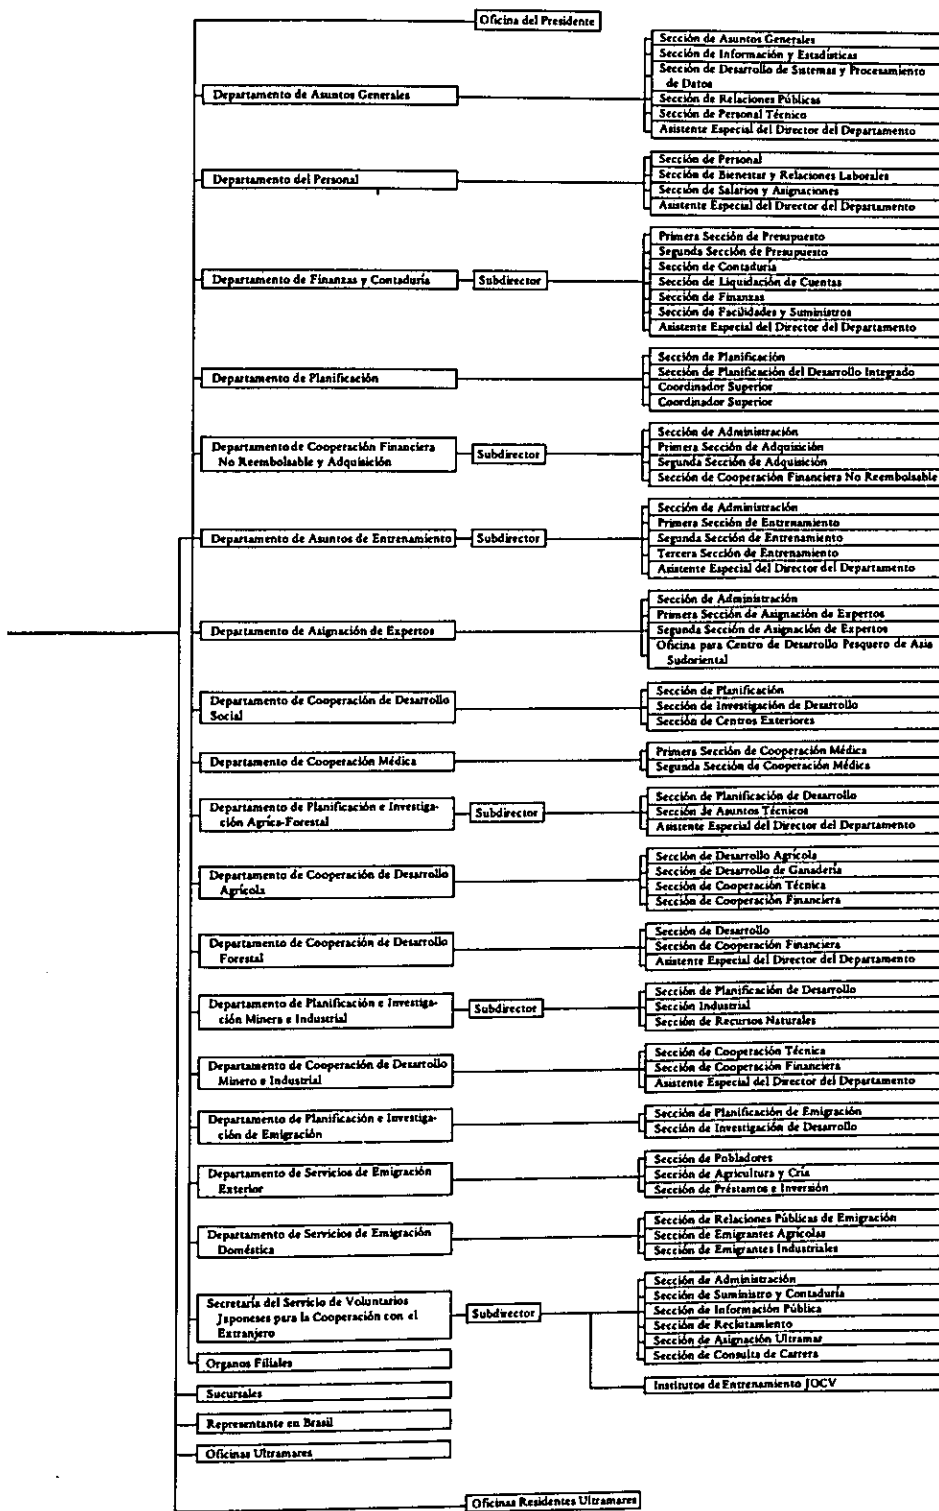 Oficina del Presidente
Departamento de Asuntos Generales
Sección de Asuntos Generales
Sección de Información y Estadísticas
Sección de Desarrollo de Sistemas y Procesamiento
de Datos
Sección de Relaciones Públicas
Sección de Personal Técnico
Asistente Especial del Director del Departamento
Departamento del Personal
Sección de Personal
Sección de Bienestar y Relaciones Laborales
Sección de Salarios y Asignaciones
Asistente Especial del Director del Departamento
Departamento de Finanzas y Contaduría
Subdirector
Primera Sección de Presupuesto
Segunda Sección de Presupuesto
Sección de Contaduría
Sección de Liquidación de Cuentas
Sección de Finanzas
Sección de Facilidades y Suministros
Asistente Especial del Director del Departamento
Departamento de Planificación
Sección de Planificación
Sección de Planificación del Desarrollo Integrado
Coordinador Superior
Coordinador Superior
Departamento de Cooperación Financiera
No Reembolsable y Adquisición
Subdirector
Sección de Administración
Primera Sección de Adquisición
Segunda Sección de Adquisición
Sección de Cooperación Financiera No Reembolsable
Departamento de Asuntos de Entrenamiento
Subdirector
Sección de Administración
Primera Sección de Entrenamiento
Segunda Sección de Entrenamiento
Tercera Sección de Entrenamiento
Asistente Especial del Director del Departamento
Departamento de Asignación de Expertos
Sección de Administración
Primera Sección de Asignación de Expertos
Segunda Sección de Asignación de Expertos
Oficina para Centro de Desarrollo Pesquero de Asia
Sudoriental
Departamento de Cooperación de Desarrollo
Social
Sección de Planificación
Sección de Investigación de Desarrollo
Sección de Centros Exteriores
Departamento de Cooperación Médica
Primera Sección de Cooperación Médica
Segunda Sección de Cooperación Médica
Departamento de Planificación e Investiga-
ción Agríca-Forestal
Subdirector
Sección de Planificación de Desarrollo
Sección de Asuntos Técnicos
Asistente Especial del Director del Departamento
Departamento de Cooperación de Desarrollo
Agrícola
Sección de Desarrollo Agrícola
Sección de Desarrollo de Ganadería
Sección de Cooperación Técnica
Sección de Cooperación Financiera
Departamento de Cooperación de Desarrollo
Forestal
Sección de Desarrollo
Sección de Cooperación Financiera
Asistente Especial del Director del Departamento
Departamento de Planificación e Investiga-
ción Minera e Industrial
Subdirector
Sección de Planificación de Desarrollo
Sección Industrial
Sección de Recursos Naturales
Departamento de Cooperación de Desarrollo
Minero e Industrial
Sección de Cooperación Técnica
Sección de Cooperación Financiera
Asistente Especial del Director del Departamento
Departamento de Planificación e Investiga-
ción de Emigración
Sección de Planificación de Emigración
Sección de Investigación de Desarrollo
Departamento de Servicios de Emigración
Exterior
Sección de Pobladores
Sección de Agricultura y Cría
Sección de Préstamos e Inversión
Departamento de Servicios de Emigración
Doméstica
Sección de Relaciones Públicas de Emigración
Sección de Emigrantes Agrícolas
Sección de Emigrantes Industriales
Secretaría del Servicio de Voluntarios
Japoneses para la Cooperación con el
Extranjero
Subdirector
Sección de Administración
Sección de Suministro y Contaduría
Sección de Información Pública
Sección de Reclutamiento
Sección de Asignación Ultramar
Sección de Consulta de Carrera
Institutos de Entrenamiento JOCV
Organos Filiales
Sucursales
Representante en Brasil
Oficinas Ultramares
Oficinas Residentes Ultramares